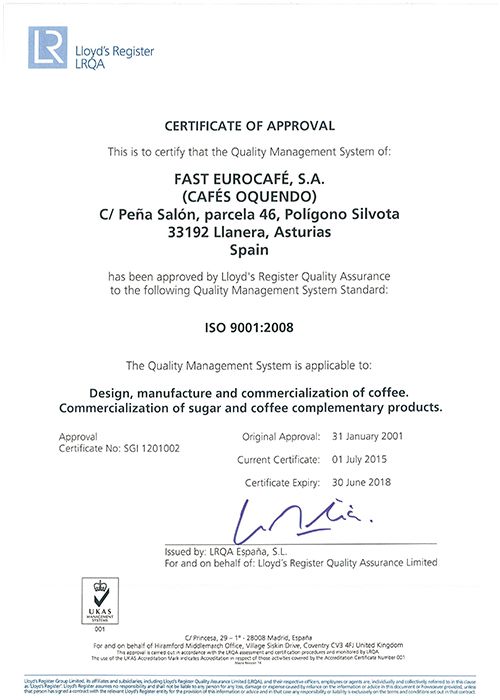 LR
Lloyd's Register
LRQA
CERTIFICATE OF APPROVAL
This is to certify that the Quality Management System of:
FAST EUROCAFÉ, S.A.
(CAFÉS OQUENDO)
C/ Peña Salón, parcela 46, Polígono Silvota
33192 Llanera, Asturias
Spain
has been approved by Lloyd's Register Quality Assurance
to the following Quality Management System Standard:
ISO 9001:2008
The Quality Management System is applicable to:
Design, manufacture and commercialization of coffee.
Commercialization of sugar and coffee complementary products.
Approval
Certificate No: SGI 1201002
Original Approval: 31 January 2001
Current Certificate: 01 July 2015
Certificate Expiry: 30 June 2018
Issued by: LRQA España, S.L.
For and on behalf of: Lloyd's Register Quality Assurance Limited
UKAS
MANAGEMENT
SYSTEMS
001
C/ Princesa, 29 – 1º - 28008 Madrid, España
For and on behalf of Hiramford Middlemarch Office, Village Siskin Drive, Coventry CV3 4FJ United Kingdom
This approval is carried out in accordance with the LRQA assessment and certification procedures and monitored by LRQA.
The use of the UKAS Accreditation Mark indicates Accreditation in respect of those activities covered by the Accreditation Certificate Number 001
Lloyd's Register Group Limited, its affiliates and subsidiaries, including Lloyd's Register Quality Assurance Limited (LRQA), and their respective officers, employees or agents are, individually and collectively, referred to in this clause
as 'Lloyd's Register'. Lloyd's Register assumes no responsibility and shall not be liable to any person for any loss, damage or expense caused by reliance on the information or advice in this document or howsoever provided, unless
that person has signed a contract with the relevant Lloyd's Register entity for the provision of this information or advice and in that case any responsibility or liability is exclusively on the terms and conditions set out in that contract.